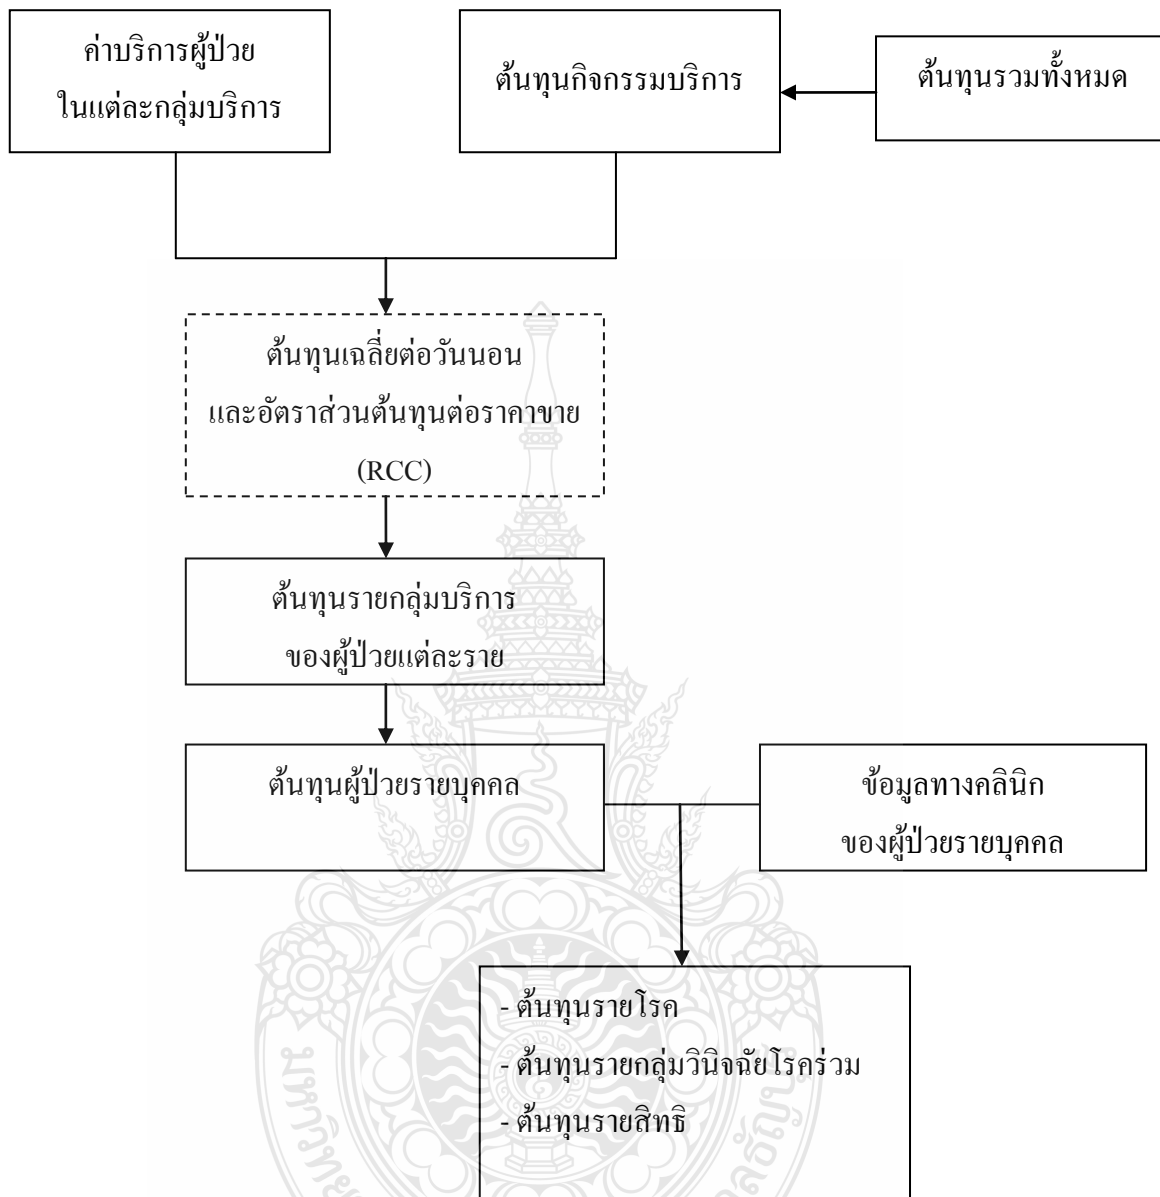 ค่าบริการผู้ป่วย
ในแต่ละกลุ่มบริการ
ต้นทุนกิจกรรมบริการ
ต้นทุนรวมทั้งหมด
ต้นทุนเฉลี่ยต่อวันนอน
และอัตราส่วนต้นทุนต่อราคาขาย
(RCC)
ต้นทุนรายกลุ่มบริการ
ของผู้ป่วยแต่ละราย
ต้นทุนผู้ป่วยรายบุคคล
ข้อมูลทางคลินิก
ของผู้ป่วยรายบุคคล
- ต้นทุนรายโรค
- ต้นทุนรายกลุ่มวินิจฉัยโรคร่วม
- ต้นทุนรายสิทธิ